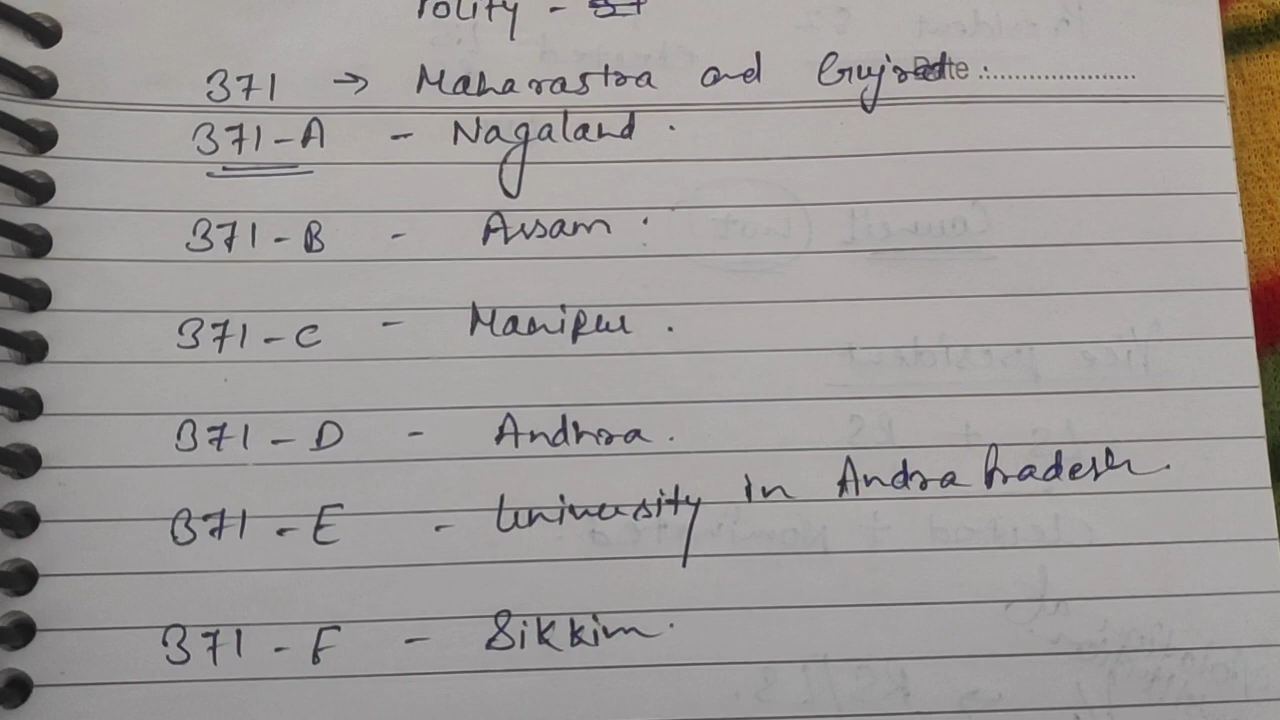 Polity -
371 → Maharastra and Gujrat Date :
371-A - Nagaland.
371-B - Assam.
371-C - Manipur.
371-D - Andhra.
371-E - University in Andra Pradesh.
371-F - Sikkim.